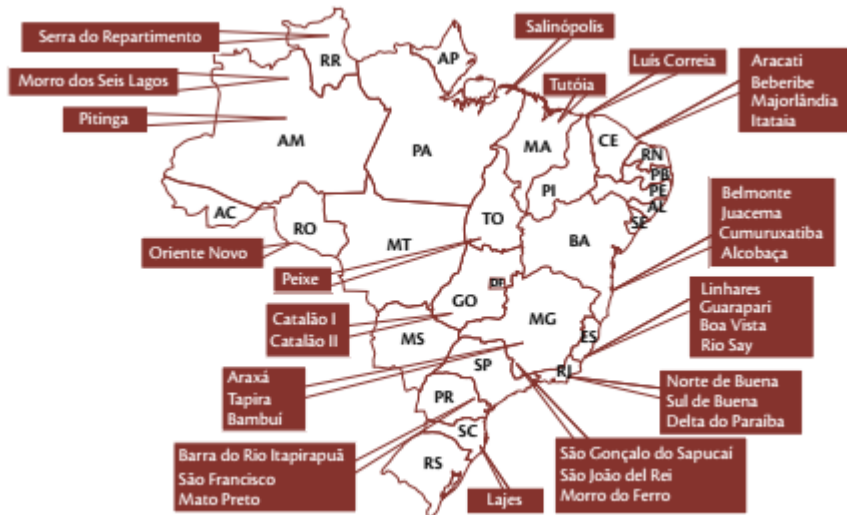 Serra do Repartimento
Morro dos Seis Lagos
Pitinga
Salinópolis
Tutóia
Luís Correia
Aracati
Beberibe
Majorlândia
Itataia
RR
AP
AM
PA
MA
CE
RN
PB
PE
AL
SE
PI
AC
RO
TO
BA
MT
Belmonte
Juacema
Cumuruxatiba
Alcobaça
Oriente Novo
Peixe
DF
GO
MG
ES
MS
SP
RJ
PR
SC
RS
Linhares
Guarapari
Boa Vista
Rio Say
Catalão I
Catalão II
Araxá
Tapira
Bambuí
Norte de Buena
Sul de Buena
Delta do Paraíba
Barra do Rio Itapirapuã
São Francisco
Mato Preto
Lajes
São Gonçalo do Sapucaí
São João del Rei
Morro do Ferro